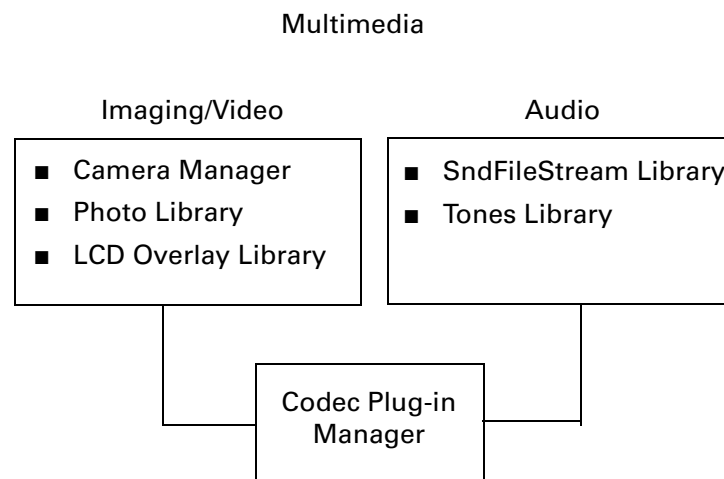 Multimedia
Imaging/Video
■ Camera Manager
■ Photo Library
■ LCD Overlay Library
Audio
■ SndFileStream Library
■ Tones Library
Codec Plug-in
Manager